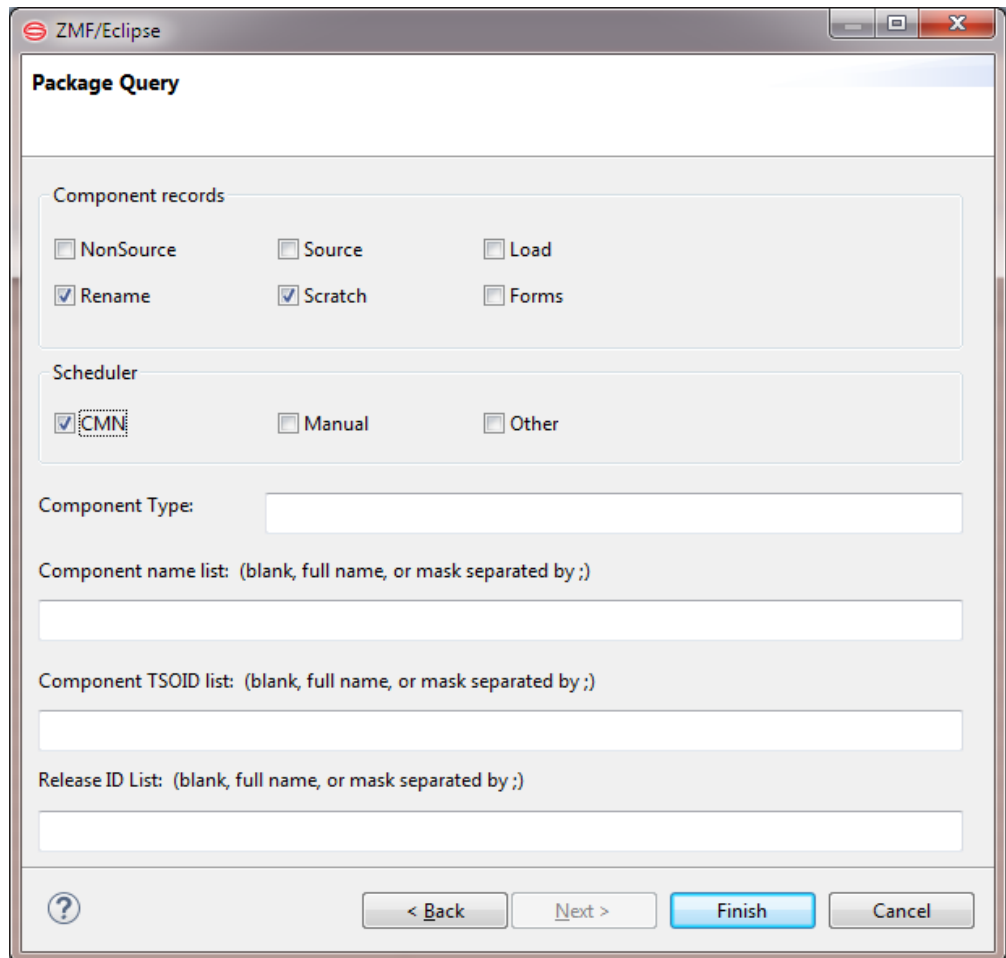 ZMF/Eclipse
Package Query
Component records
NonSource Source Load
Rename Scratch Forms
Scheduler
CMN Manual Other
Component Type:
Component name list: (blank, full name, or mask separated by ;)
Component TSOID list: (blank, full name, or mask separated by ;)
Release ID List: (blank, full name, or mask separated by ;)
? < Back Next > Finish Cancel